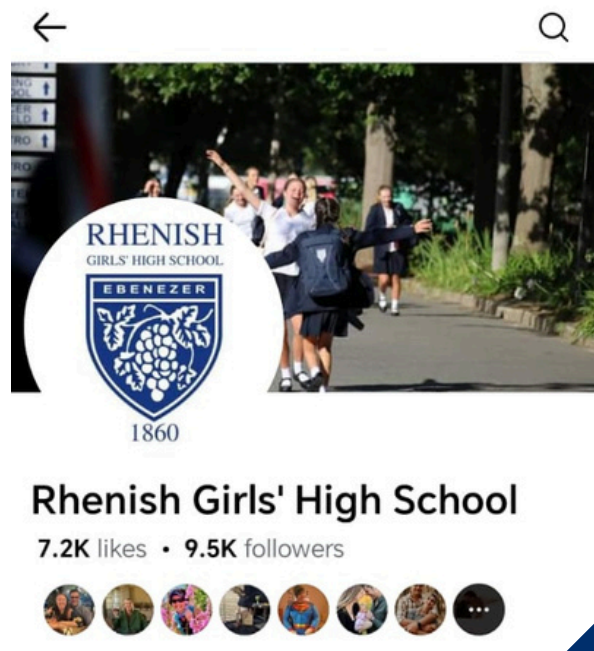 RHENISH
GIRLS' HIGH SCHOOL
EBENEZER
1860
Rhenish Girls' High School
7.2K likes • 9.5K followers